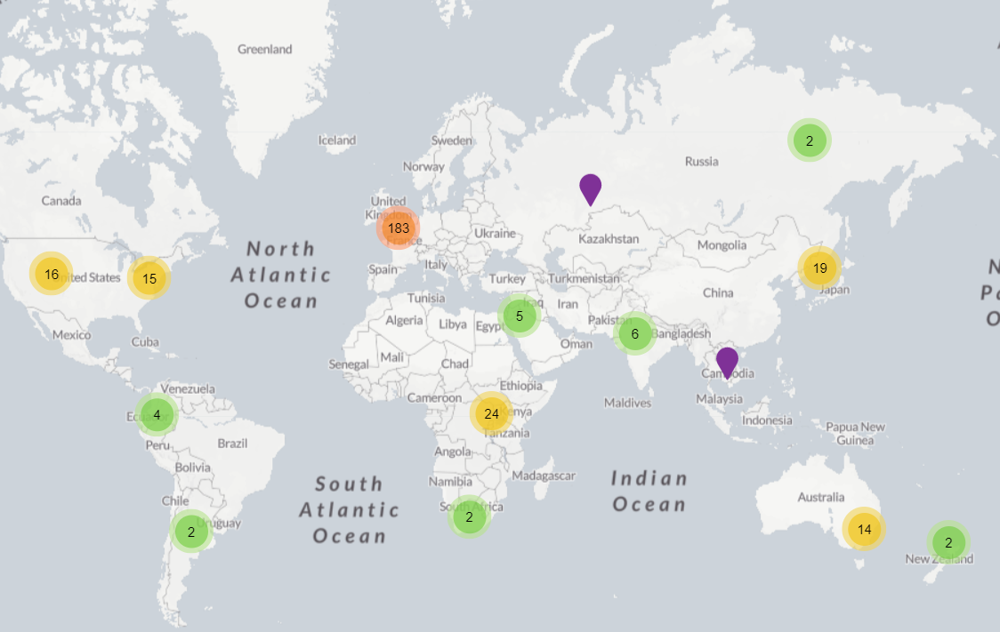 Greenland
Iceland
Sweden
2
Russia
Norway
Canada
United
Kingdom
183
France
Ukraine
Kazakhstan
Mongolia
North
Atlantic
Ocean
16
United States
15
Spain
Italy
Turkey
Turkmenistan
19
Japan
China
Tunisia
Iraq
Iran
5
Algeria
Libya
Egypt
Pakistan
6
Bangladesh
Mexico
Cuba
Oman
Mali
Senegal
Chad
Cambodia
Venezuela
Ethiopia
Cameroon
Maldives
Malaysia
4
Ecuador
24
Kenya
Indonesia
Tanzania
Papua New
Guinea
Peru
Brazil
Angola
Bolivia
Madagascar
Namibia
South
Atlantic
Ocean
Indian
Ocean
Chile
Australia
South Africa
2
Uruguay
2
14
2
New Zealand